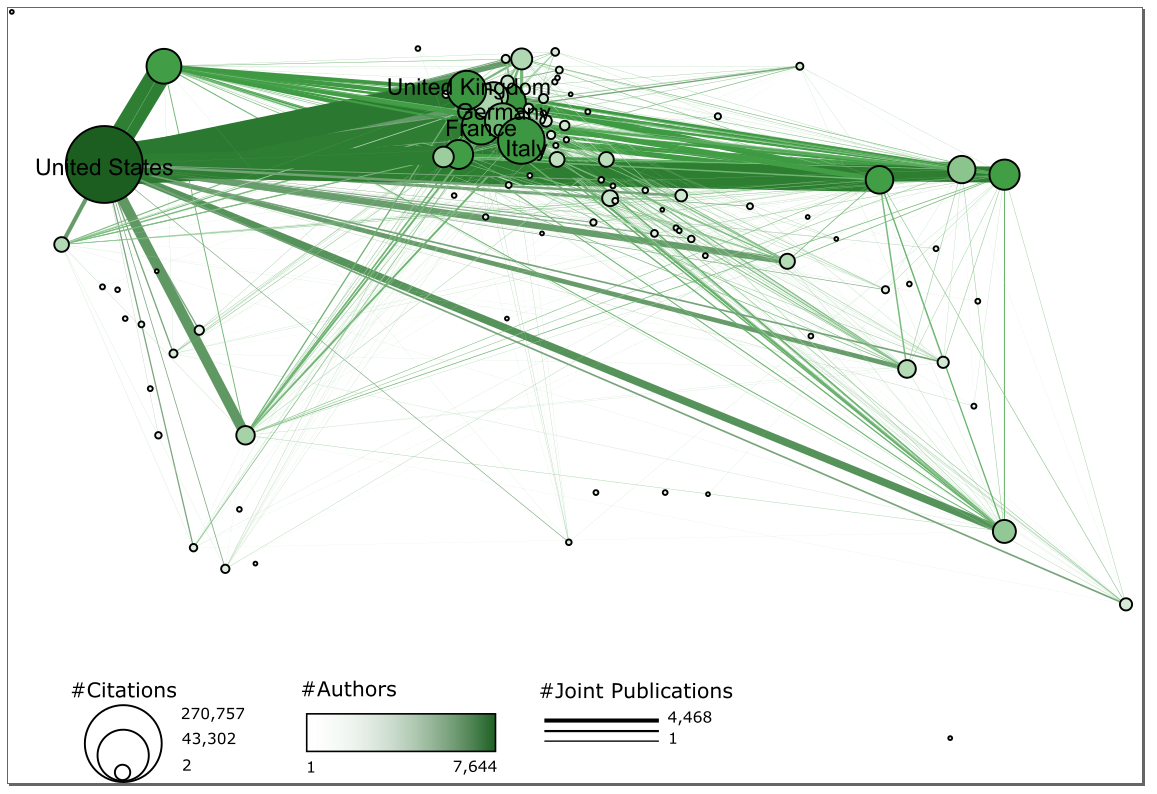 United Kingdom
Germany
France
Italy
United States
#Citations
270,757
43,302
2
#Authors
1
7,644
#Joint Publications
4,468
1